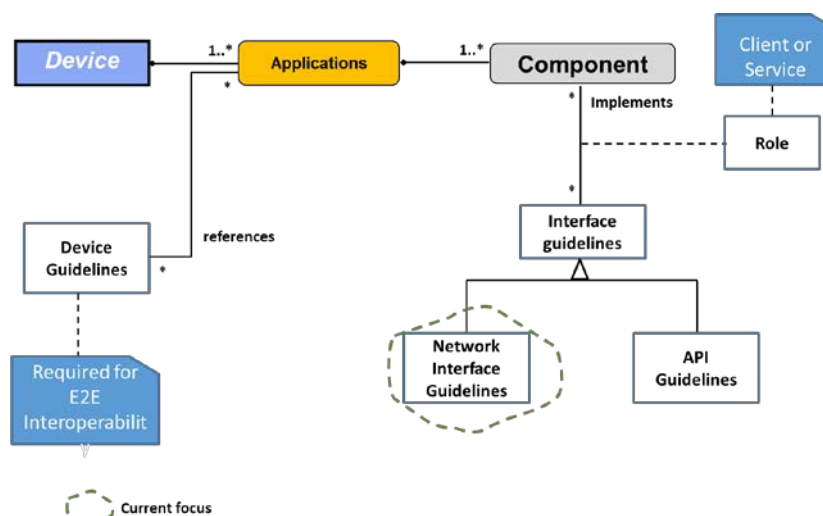 Device
1..*
*
Applications
1..*
Component
Client or
Service
*
Implements
Role
*
references
Interface
guidelines
Device
Guidelines
*
Network
Interface
Guidelines
API
Guidelines
Required for
E2E
Interoperabilit
y
Current focus